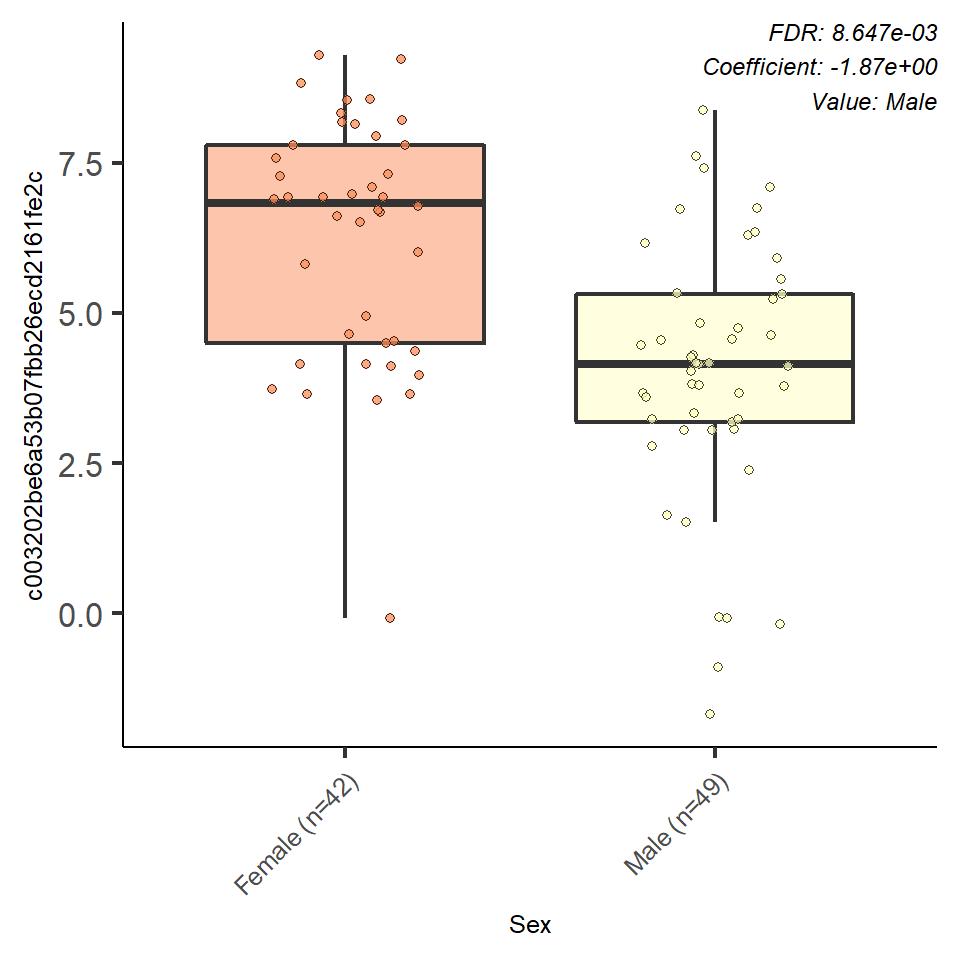 FDR: 8.647e-03
Coefficient: -1.87e+00
Value: Male
c003202be6a53b07fbb26ecd2161fe2c
7.5
5.0
2.5
0.0
Female (n=42)
Male (n=49)
Sex